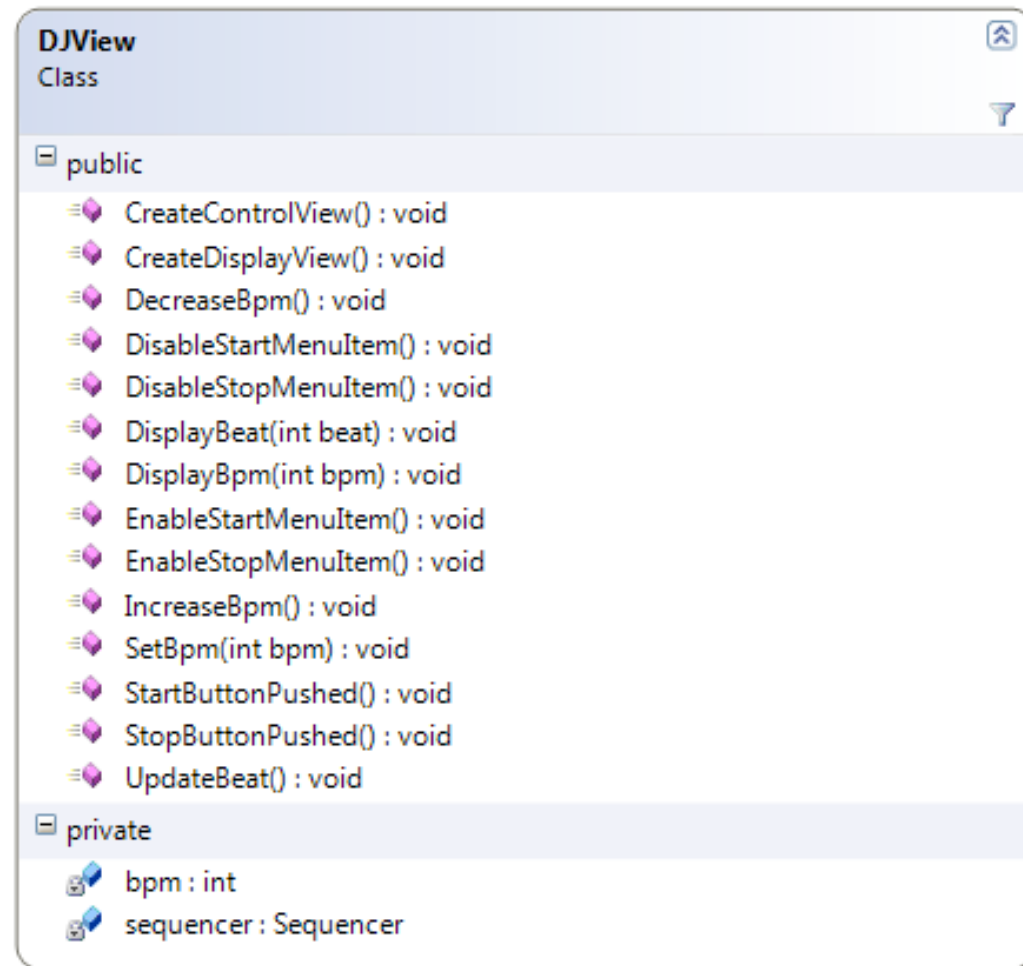 DJView
Class
public
CreateControlView() : void
CreateDisplayView() : void
DecreaseBpm() : void
DisableStartMenuItem() : void
DisableStopMenuItem() : void
DisplayBeat(int beat) : void
DisplayBpm(int bpm) : void
EnableStartMenuItem() : void
EnableStopMenuItem() : void
IncreaseBpm() : void
SetBpm(int bpm) : void
StartButtonPushed() : void
StopButtonPushed() : void
UpdateBeat() : void
private
bpm : int
sequencer : Sequencer